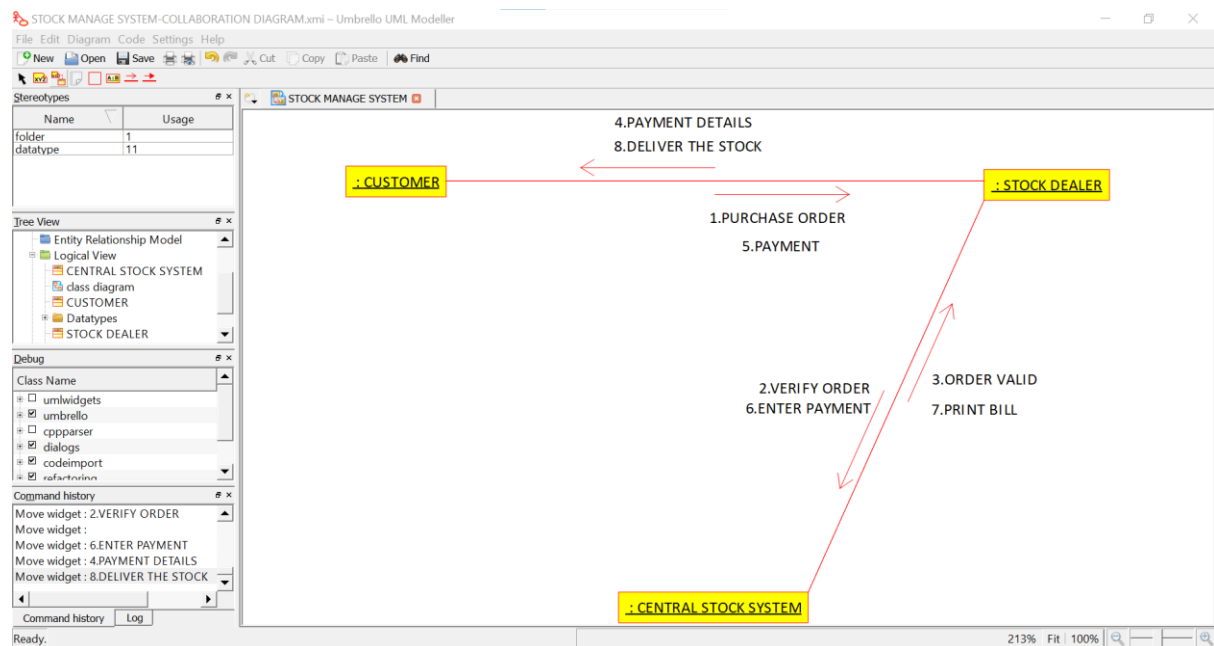 STOCK MANAGE SYSTEM-COLLABORATION DIAGRAM.xmi – Umbrello UML Modeller
File Edit Diagram Code Settings Help
New Open Save Cut Copy Paste Find
xyz A:B
Stereotypes
Name Usage
folder 1
datatype 11
Tree View
Entity Relationship Model
Logical View
CENTRAL STOCK SYSTEM
class diagram
CUSTOMER
Datatypes
STOCK DEALER
Debug
Class Name
umlwidgets
umbrello
cppparser
dialogs
codeimport
refactoring
Command history
Move widget : 2.VERIFY ORDER
Move widget :
Move widget : 6.ENTER PAYMENT
Move widget : 4.PAYMENT DETAILS
Move widget : 8.DELIVER THE STOCK
Command history Log
Ready.
STOCK MANAGE SYSTEM
4.PAYMENT DETAILS
8.DELIVER THE STOCK
: CUSTOMER
: STOCK DEALER
1.PURCHASE ORDER
5.PAYMENT
2.VERIFY ORDER
6.ENTER PAYMENT
3.ORDER VALID
7.PRINT BILL
: CENTRAL STOCK SYSTEM
213% Fit 100%